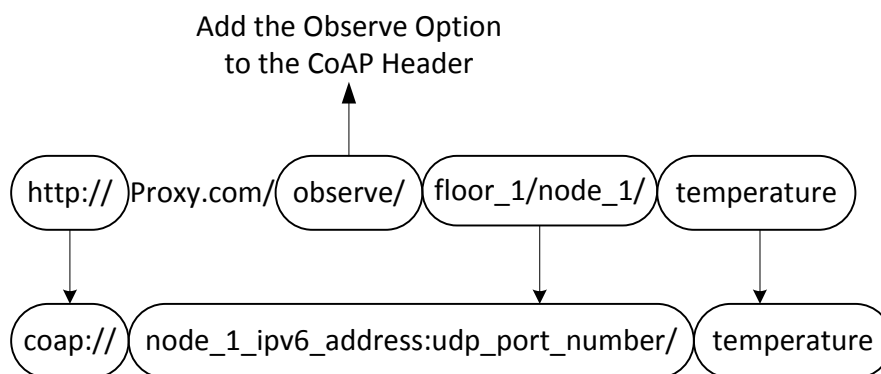 Add the Observe Option
to the CoAP Header
http://Proxy.com/observe/floor_1/node_1/temperature
coap://node_1_ipv6_address:udp_port_number/temperature